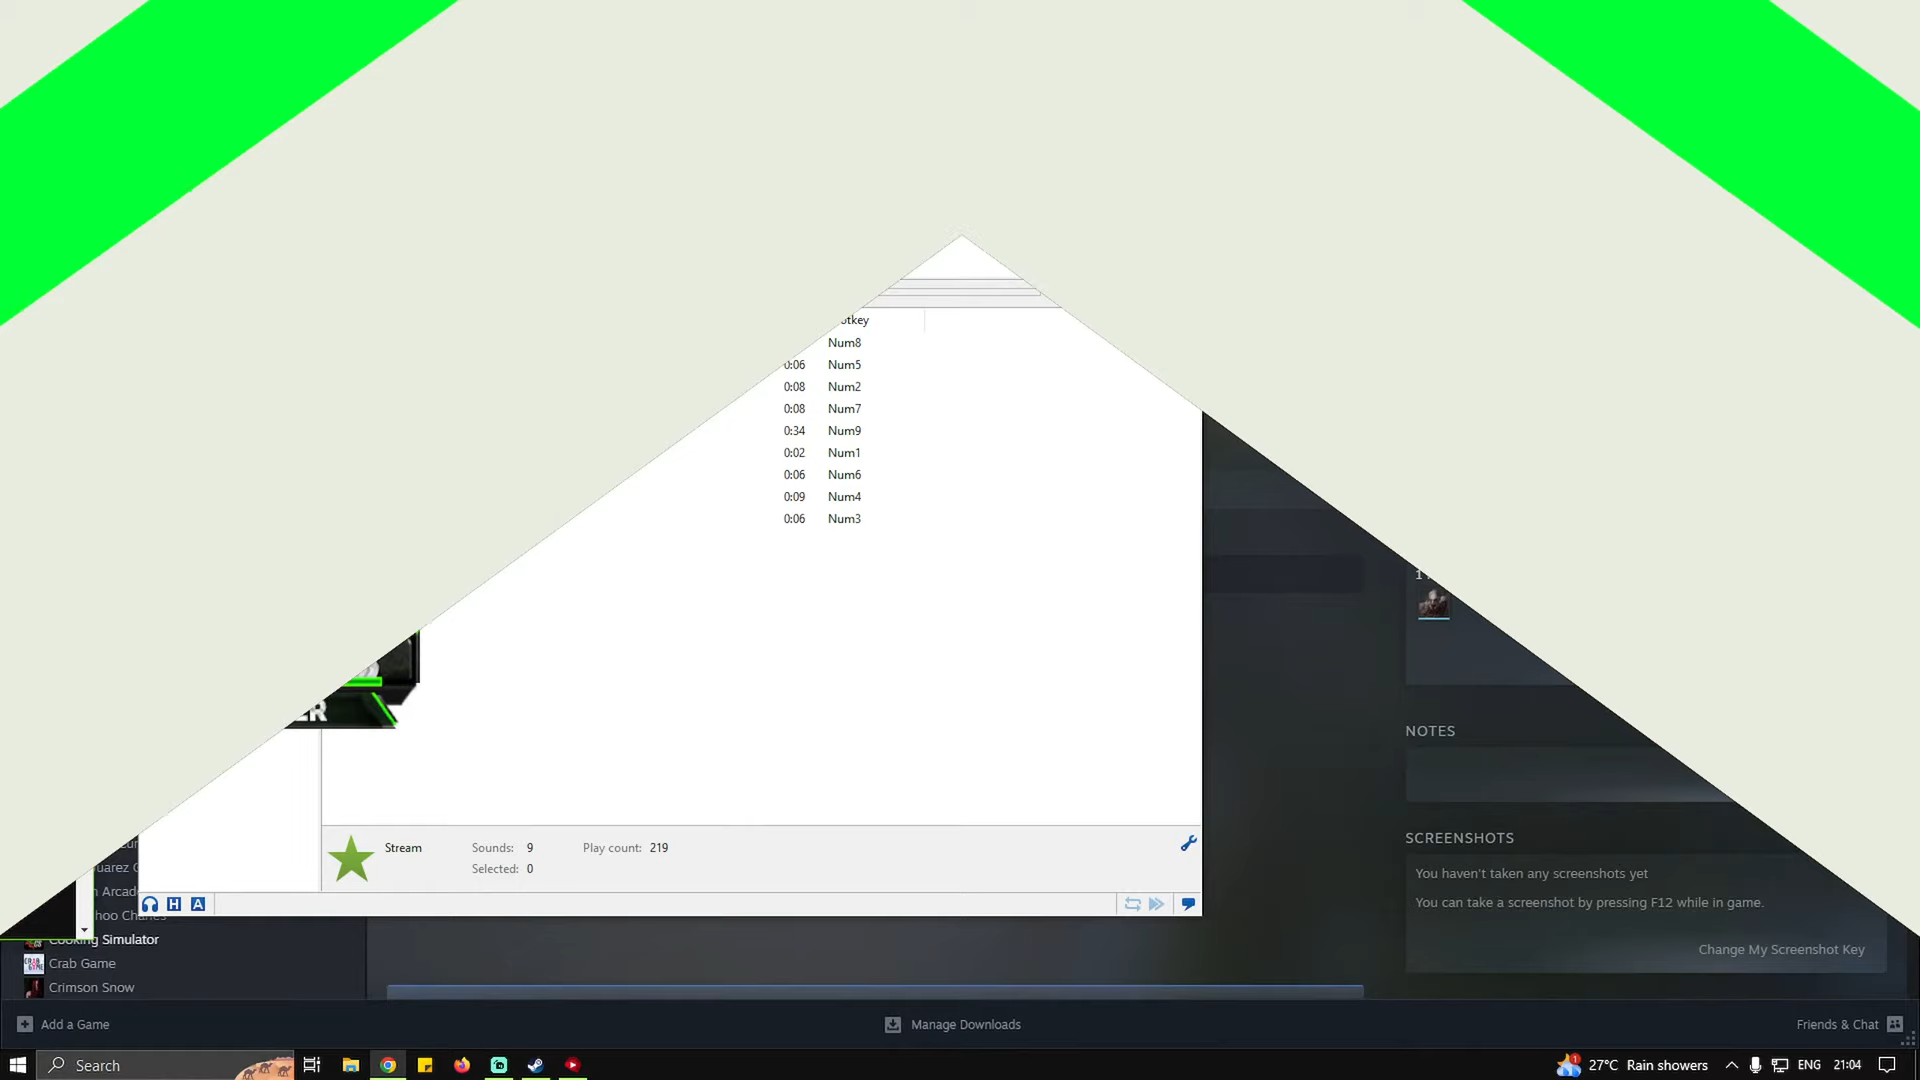 Num8
0:06 Num5
0:08 Num2
0:08 Num7
0:34 Num9
0:02 Num1
0:06 Num6
0:09 Num4
0:06 Num3
NOTES
SCREENSHOTS
You haven't taken any screenshots yet
You can take a screenshot by pressing F12 while in game.
Change My Screenshot Key
Stream Sounds: 9 Play count: 219
Selected: 0
H A
Cooking Simulator
Crab Game
Crimson Snow
Add a Game Manage Downloads Friends & Chat
Search 27°C Rain showers ENG 21:04